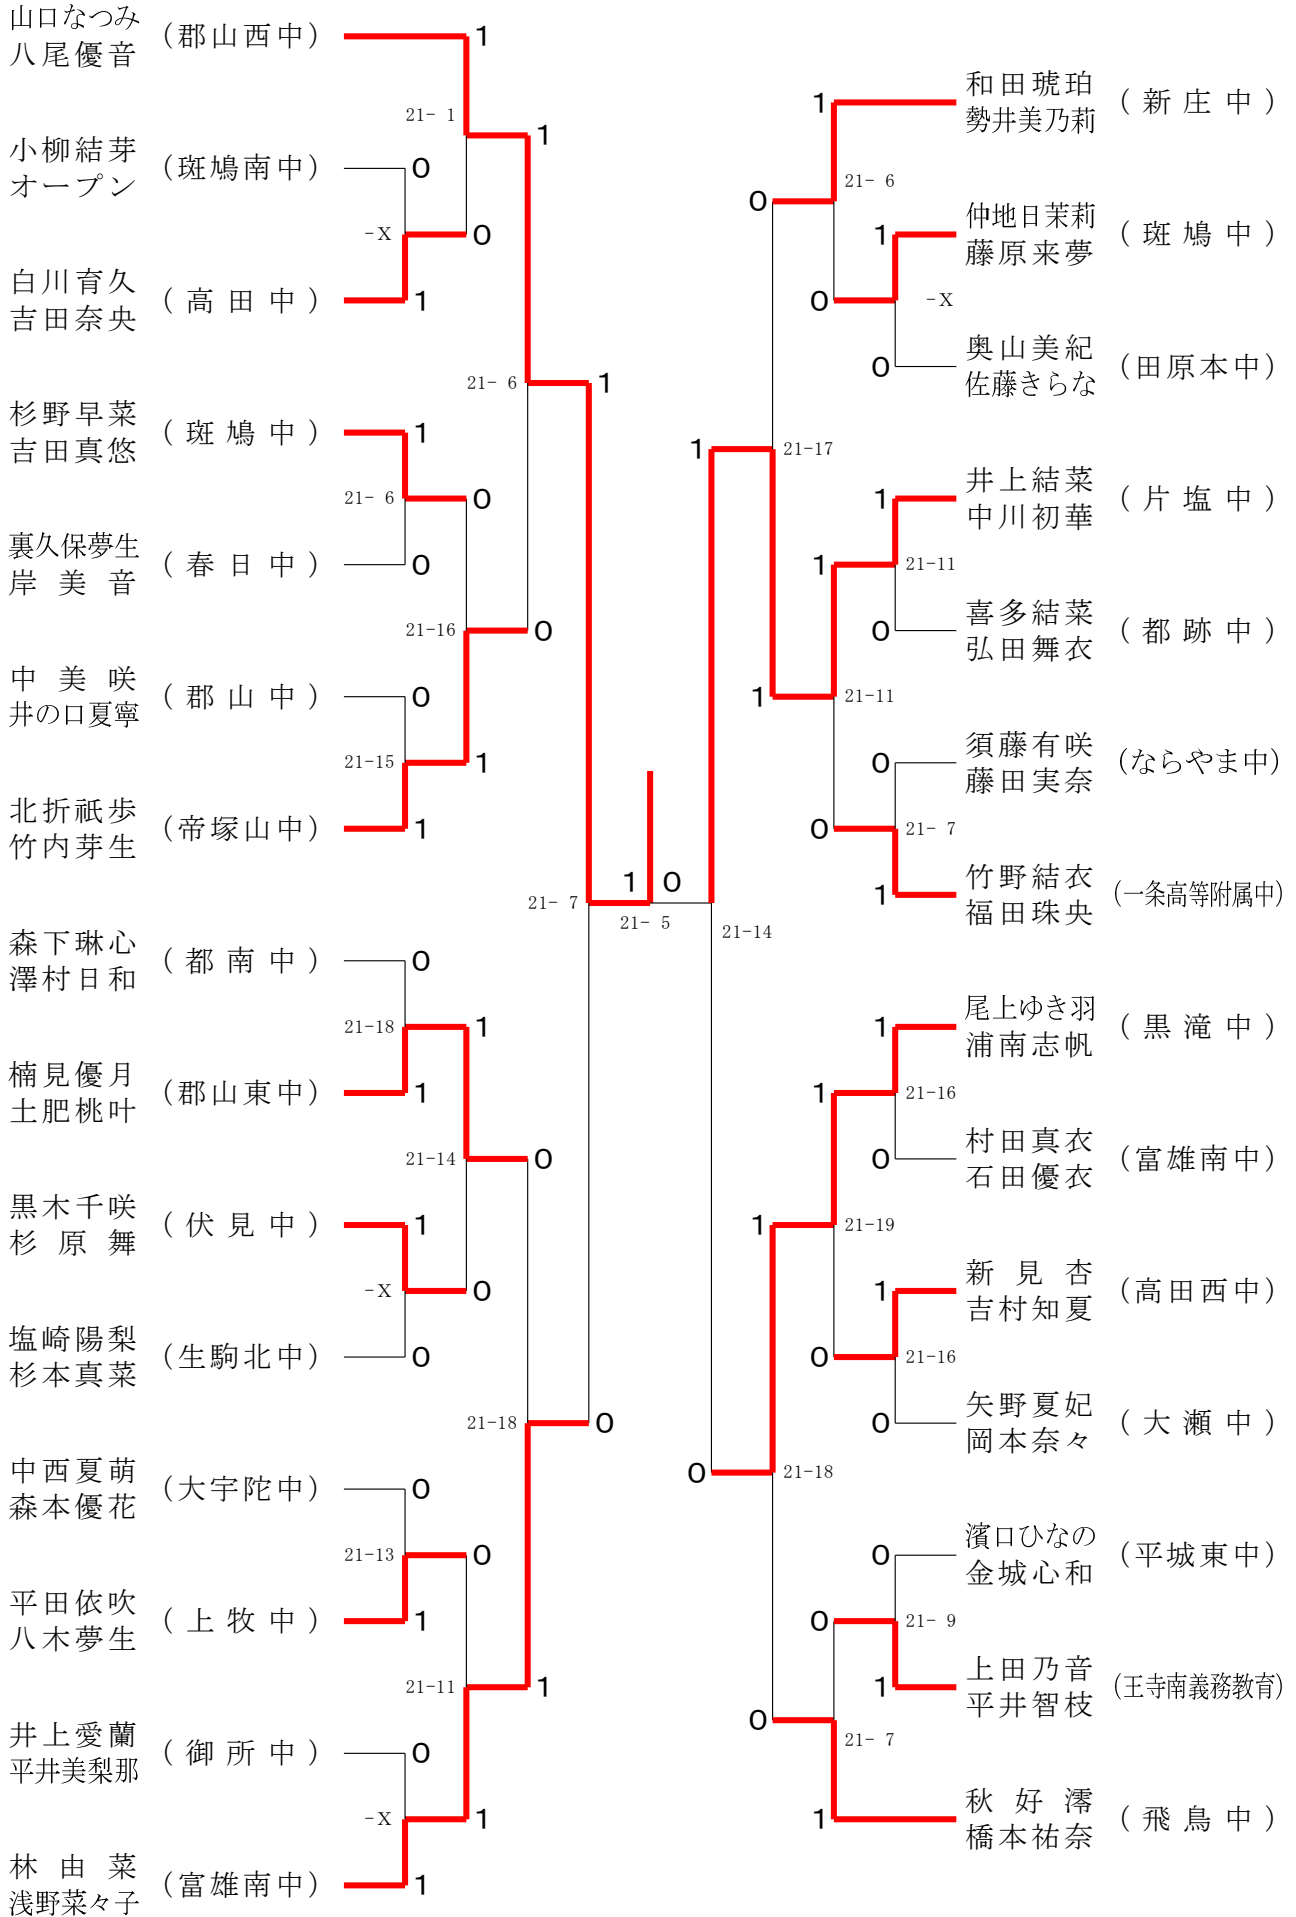 山口なつみ
八尾優音
(郡山西中)
1
21- 1
1
小柳結芽
オープン
(斑鳩南中)
0
-X
0
白川育久
吉田奈央
(高田中)
1
21- 6
1
杉野早菜
吉田真悠
(斑鳩中)
1
21- 6
0
裏久保夢生
岸美音
(春日中)
0
21-16
0
中美咲
井の口夏寧
(郡山中)
0
21-15
1
北折祇歩
竹内芽生
(帝塚山中)
1
21- 7
1
0
21- 5
森下琳心
澤村日和
(都南中)
0
21-18
1
楠見優月
土肥桃叶
(郡山東中)
1
21-14
0
黒木千咲
杉原舞
(伏見中)
1
-X
0
塩崎陽梨
杉本真菜
(生駒北中)
0
21-18
0
中西夏萌
森本優花
(大宇陀中)
0
21-13
0
平田依吹
八木夢生
(上牧中)
1
21-11
1
井上愛蘭
平井美梨那
(御所中)
0
-X
1
林由菜
浅野菜々子
(富雄南中)
1
1
和田琥珀
勢井美乃莉
(新庄中)
0
21- 6
1
仲地日茉莉
藤原来夢
(斑鳩中)
0
-X
0
奥山美紀
佐藤きらな
(田原本中)
1
21-17
1
井上結菜
中川初華
(片塩中)
1
21-11
0
喜多結菜
弘田舞衣
(都跡中)
1
21-11
0
須藤有咲
藤田実奈
(ならやま中)
0
21- 7
1
竹野結衣
福田珠央
(一条高等附属中)
21-14
1
尾上ゆき羽
浦南志帆
(黒滝中)
1
21-16
0
村田真衣
石田優衣
(富雄南中)
1
21-19
1
新見杏
吉村知夏
(高田西中)
0
21-16
0
矢野夏妃
岡本奈々
(大瀬中)
0
21-18
0
濱口ひなの
金城心和
(平城東中)
0
21- 9
1
上田乃音
平井智枝
(王寺南義務教育)
0
21- 7
1
秋好澪
橋本祐奈
(飛鳥中)